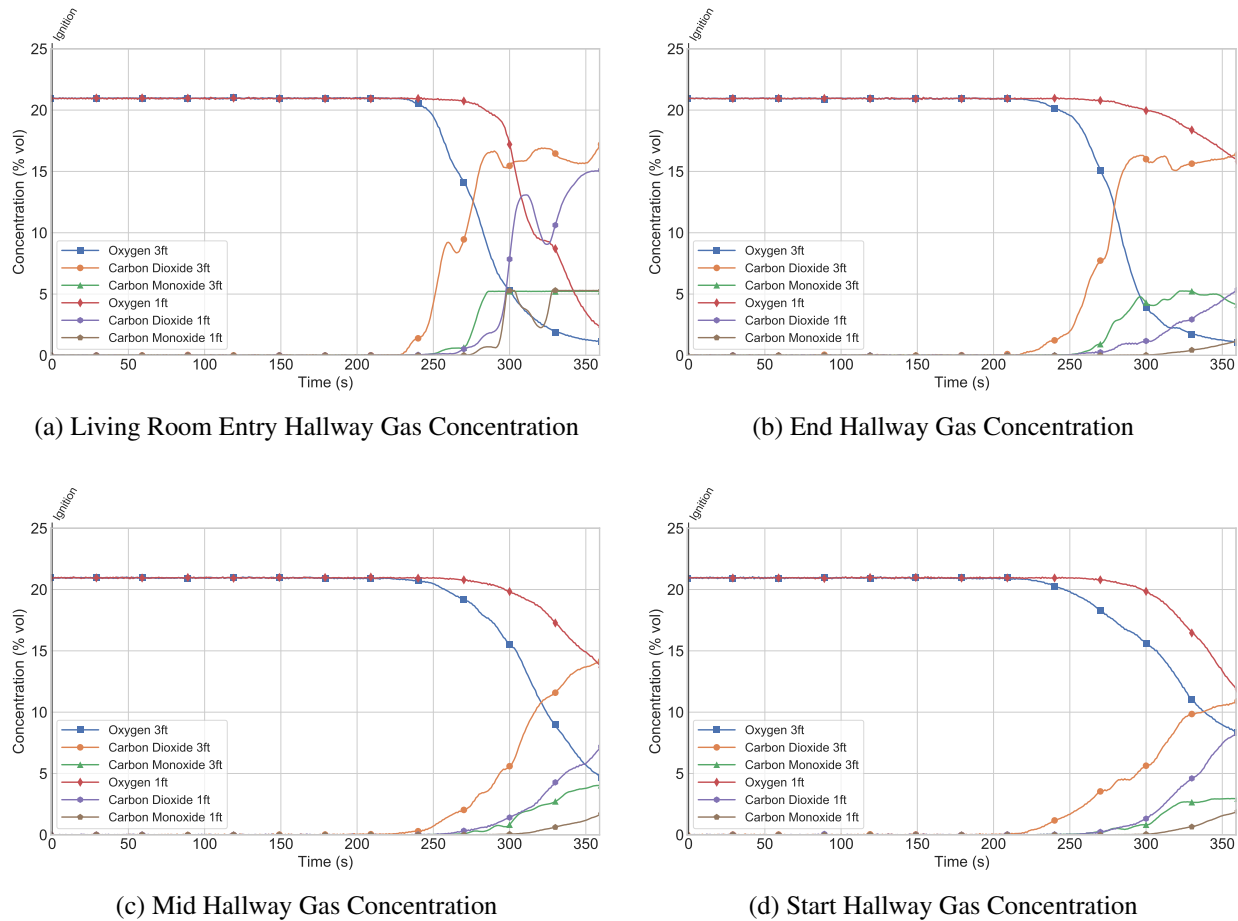 Ignition
25
20
15
10
5
0
Concentration (% vol)
Oxygen 3ft
Carbon Dioxide 3ft
Carbon Monoxide 3ft
Oxygen 1ft
Carbon Dioxide 1ft
Carbon Monoxide 1ft
0 50 100 150 200 250 300 350
Time (s)
(a) Living Room Entry Hallway Gas Concentration
Ignition
25
20
15
10
5
0
Concentration (% vol)
Oxygen 3ft
Carbon Dioxide 3ft
Carbon Monoxide 3ft
Oxygen 1ft
Carbon Dioxide 1ft
Carbon Monoxide 1ft
0 50 100 150 200 250 300 350
Time (s)
(b) End Hallway Gas Concentration
Ignition
25
20
15
10
5
0
Concentration (% vol)
Oxygen 3ft
Carbon Dioxide 3ft
Carbon Monoxide 3ft
Oxygen 1ft
Carbon Dioxide 1ft
Carbon Monoxide 1ft
0 50 100 150 200 250 300 350
Time (s)
(c) Mid Hallway Gas Concentration
Ignition
25
20
15
10
5
0
Concentration (% vol)
Oxygen 3ft
Carbon Dioxide 3ft
Carbon Monoxide 3ft
Oxygen 1ft
Carbon Dioxide 1ft
Carbon Monoxide 1ft
0 50 100 150 200 250 300 350
Time (s)
(d) Start Hallway Gas Concentration